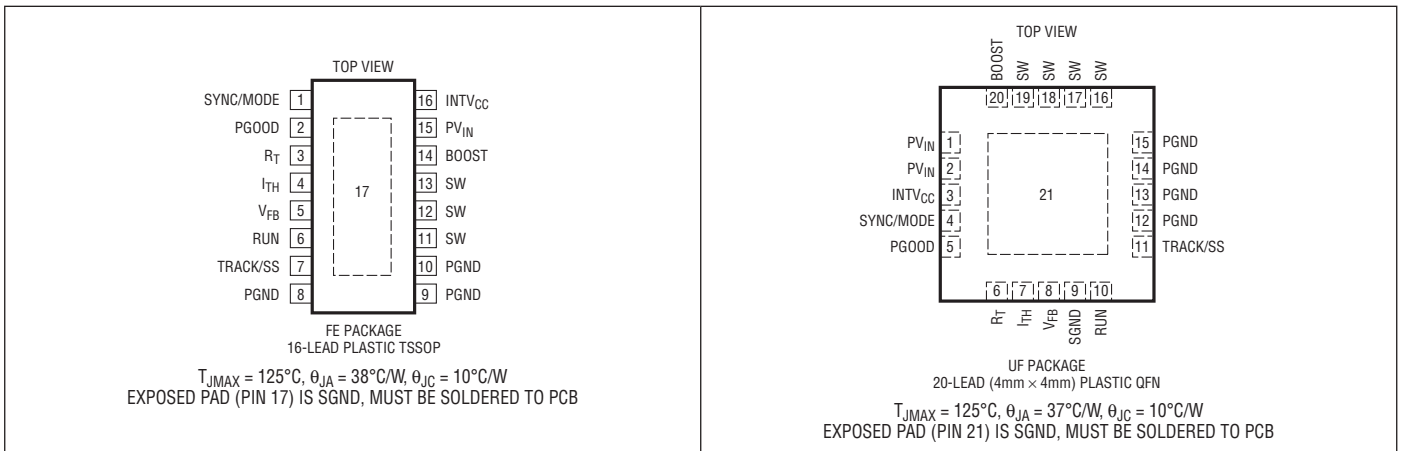 TOP VIEW
SYNC/MODE 1
PGOOD 2
RT 3
ITH 4
VFB 5
RUN 6
TRACK/SS 7
PGND 8
17
16 INTVCC
15 PVIN
14 BOOST
13 SW
12 SW
11 SW
10 PGND
9 PGND
FE PACKAGE
16-LEAD PLASTIC TSSOP
TJMAX = 125°C, θJA = 38°C/W, θJC = 10°C/W
EXPOSED PAD (PIN 17) IS SGND, MUST BE SOLDERED TO PCB
TOP VIEW
BOOST
SW
SW
SW
SW
20 19 18 17 16
PVIN 1
PVIN 2
INTVCC 3
SYNC/MODE 4
PGOOD 5
21
15 PGND
14 PGND
13 PGND
12 PGND
11 TRACK/SS
6 7 8 9 10
RT
ITH
VFB
SGND
RUN
UF PACKAGE
20-LEAD (4mm × 4mm) PLASTIC QFN
TJMAX = 125°C, θJA = 37°C/W, θJC = 10°C/W
EXPOSED PAD (PIN 21) IS SGND, MUST BE SOLDERED TO PCB